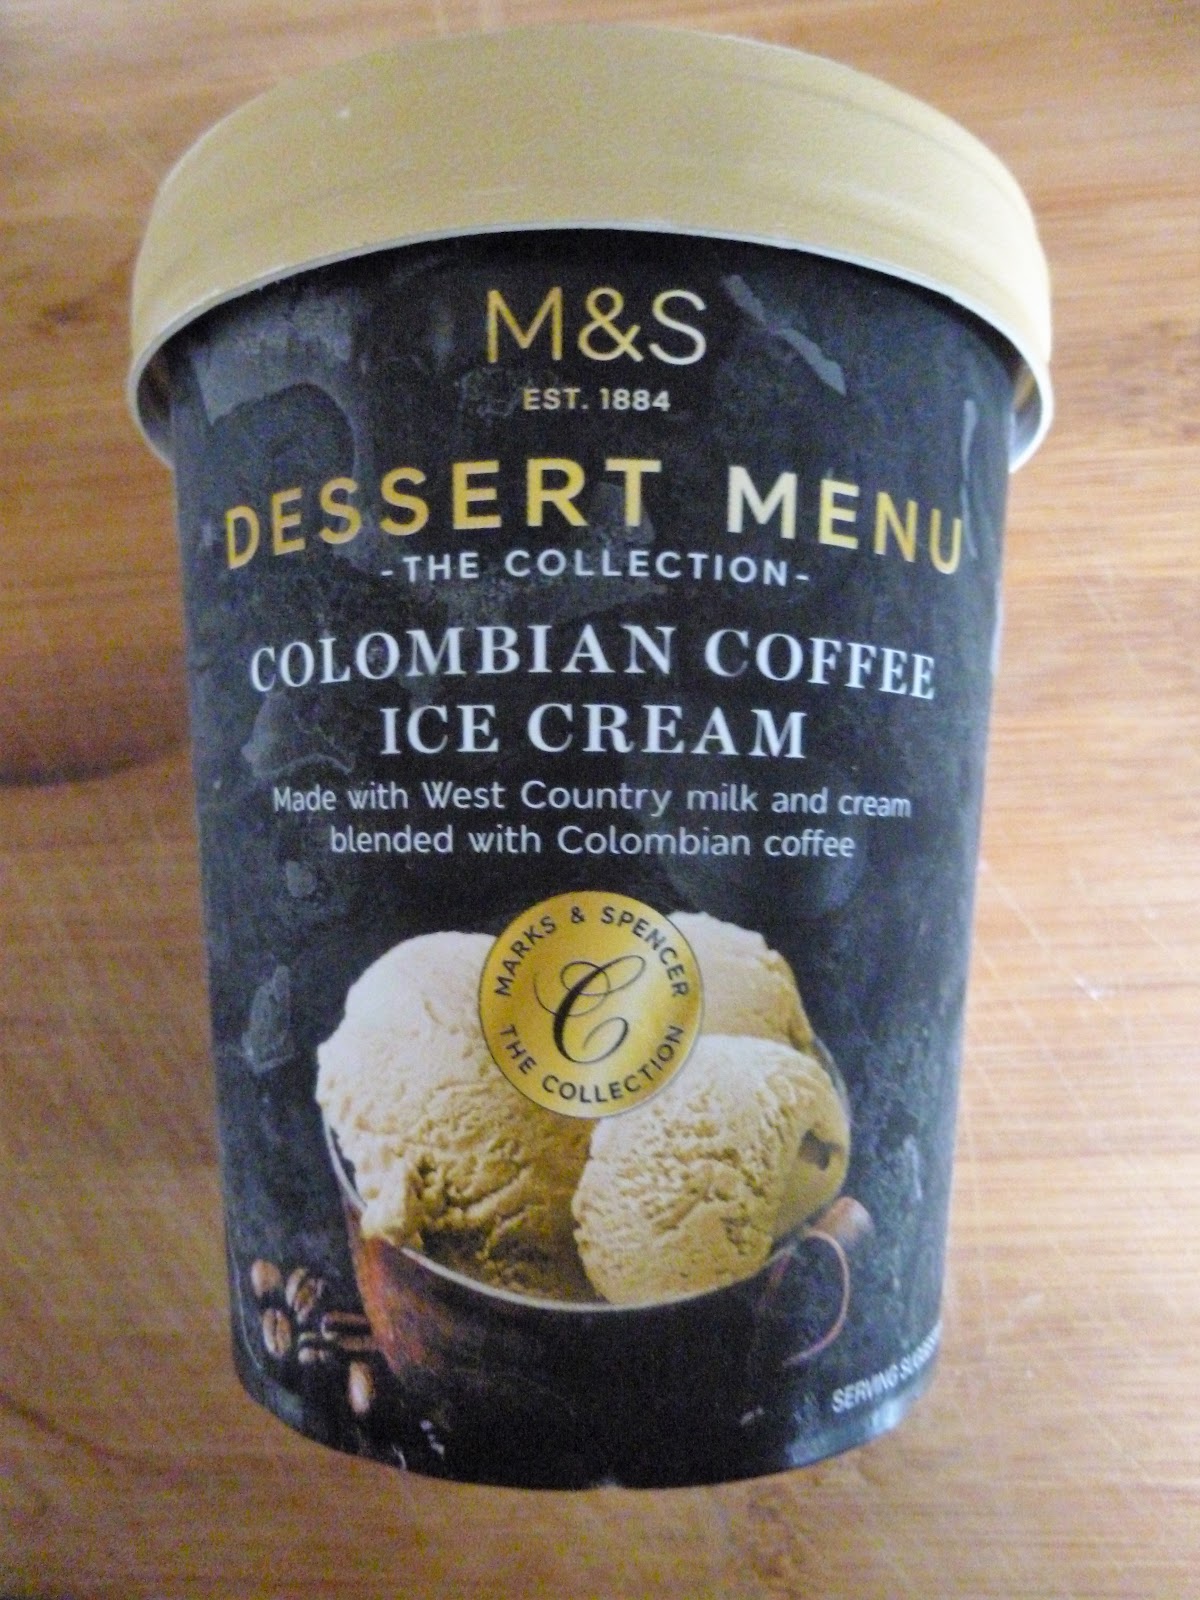 M&S
EST. 1884
DESSERT MENU
-THE COLLECTION-
COLOMBIAN COFFEE
ICE CREAM
Made with West Country milk and cream
blended with Colombian coffee
MARKS & SPENCER
C
THE COLLECTION
SERVING